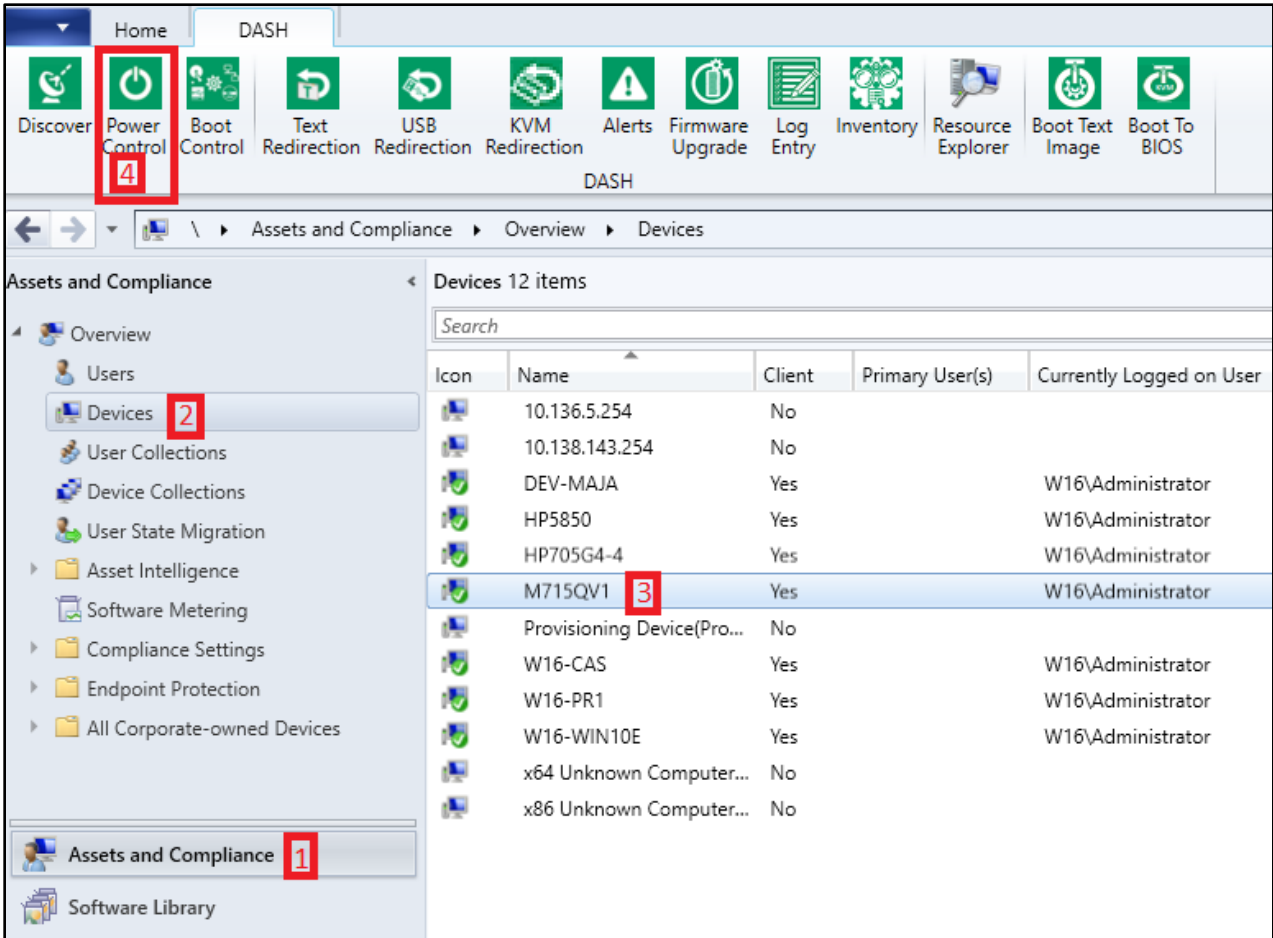 Home DASH
Discover Power Control Boot Control Text Redirection USB Redirection KVM Redirection Alerts Firmware Upgrade Log Entry Inventory Resource Explorer Boot Text Image Boot To BIOS
4
DASH
\ Assets and Compliance Overview Devices
Assets and Compliance
Overview
Users
Devices 2
User Collections
Device Collections
User State Migration
Asset Intelligence
Software Metering
Compliance Settings
Endpoint Protection
All Corporate-owned Devices
Assets and Compliance 1
Software Library
Devices 12 items
Search
Icon Name Client Primary User(s) Currently Logged on User
10.136.5.254 No
10.138.143.254 No
DEV-MAJA Yes W16\Administrator
HP5850 Yes W16\Administrator
HP705G4-4 Yes W16\Administrator
M715QV1 3 Yes W16\Administrator
Provisioning Device(Pro... No
W16-CAS Yes W16\Administrator
W16-PR1 Yes W16\Administrator
W16-WIN10E Yes W16\Administrator
x64 Unknown Computer... No
x86 Unknown Computer... No